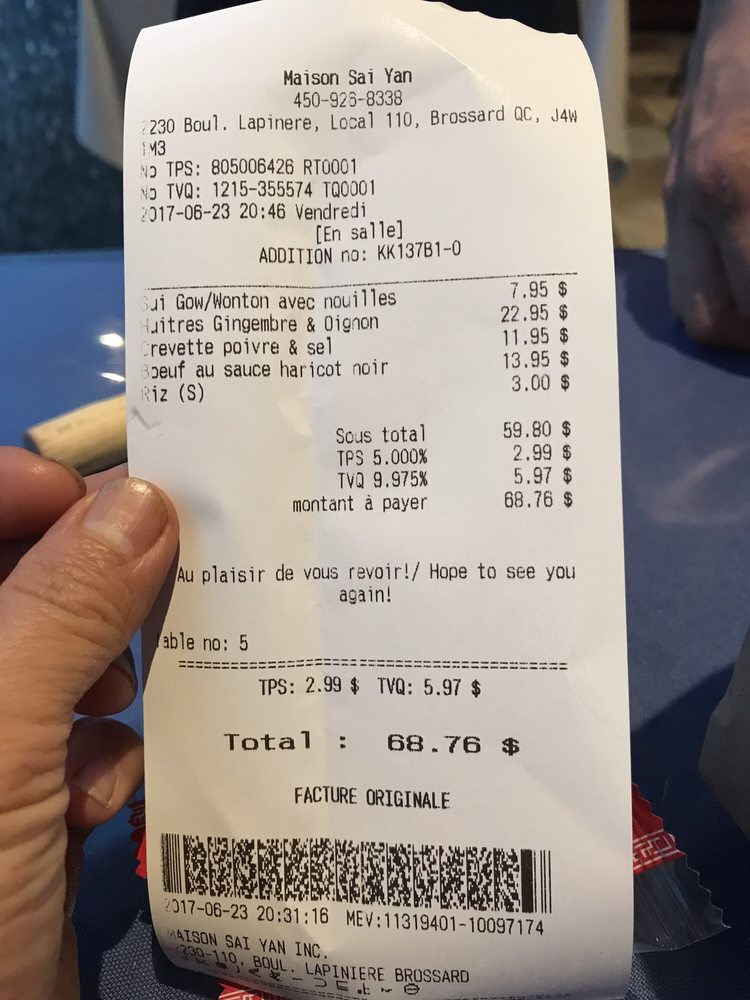 Maison Sai Yan
450-926-8338
2230 Boul. Lapinere, Local 110, Brossard QC, J4W
1M3
No TPS: 805006426 RT0001
No TVQ: 1215-355574 TQ0001
2017-06-23 20:46 Vendredi
[En salle]
ADDITION no: KK137B1-0
Sui Gow/Wonton avec nouilles 7.95 $
Huitres Gingembre & Oignon 22.95 $
Crevette poivre & sel 11.95 $
Boeuf au sauce haricot noir 13.95 $
Riz (S) 3.00 $
Sous total 59.80 $
TPS 5.000% 2.99 $
TVQ 9.975% 5.97 $
montant à payer 68.76 $
Au plaisir de vous revoir!/ Hope to see you
again!
Table no: 5
TPS: 2.99 $ TVQ: 5.97 $
Total : 68.76 $
FACTURE ORIGINALE
2017-06-23 20:31:16 MEV:11319401-10097174
MAISON SAI YAN INC.
2230-110, BOUL. LAPINIERE BROSSARD